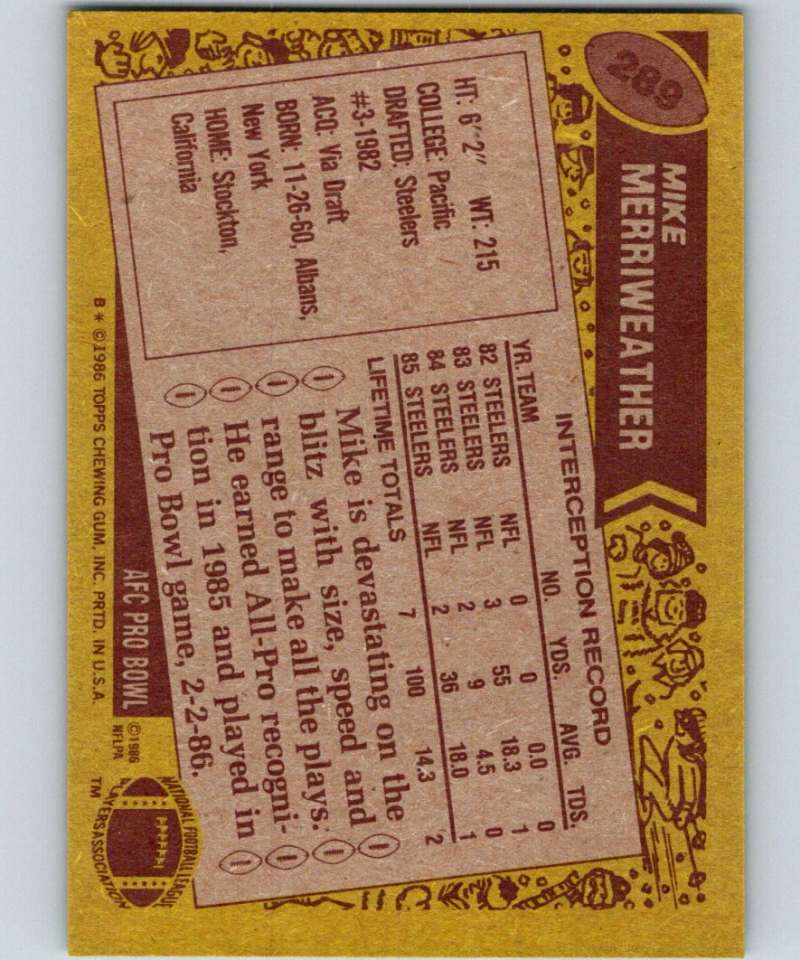 289
MIKE
MERRIWEATHER
HT: 6'2" WT: 215
COLLEGE: Pacific
DRAFTED: Steelers
#3-1982
ACQ: Via Draft
BORN: 11-26-60, Albans,
New York
HOME: Stockton,
California
INTERCEPTION RECORD
YR. TEAM NO. YDS. AVG. TDS.
82 STEELERS NFL 0 0 0.0 0
83 STEELERS NFL 3 55 18.3 1
84 STEELERS NFL 2 9 4.5 0
85 STEELERS NFL 2 36 18.0 1
LIFETIME TOTALS 7 100 14.3 2
Mike is devastating on the
blitz with size, speed and
range to make all the plays.
He earned All-Pro recogni-
tion in 1985 and played in
Pro Bowl game, 2-2-86.
AFC PRO BOWL
©1986
NFLPA
NATIONAL FOOTBALL LEAGUE
PLAYERS ASSOCIATION
TM
B * ©1986 TOPPS CHEWING GUM, INC. PRTD. IN U.S.A.